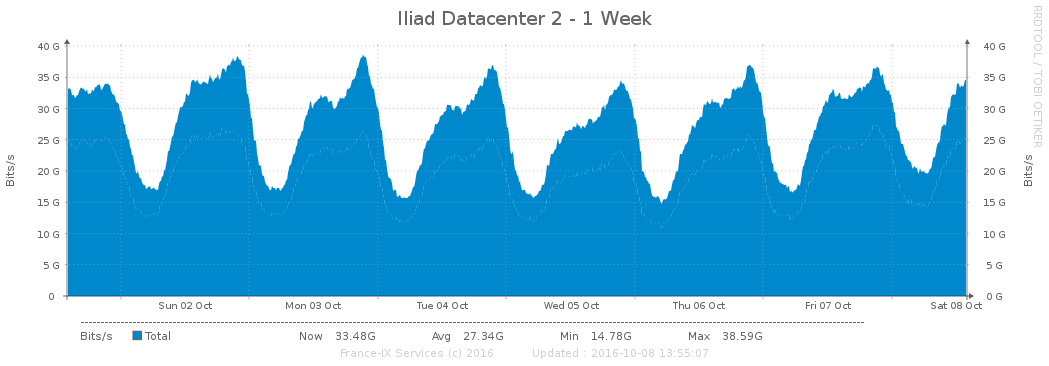 Iliad Datacenter 2 - 1 Week
RRDTOOL / TOBI OETIKER
Bits/s
Bits/s
40 G 40 G
35 G 35 G
30 G 30 G
25 G 25 G
20 G 20 G
15 G 15 G
10 G 10 G
5 G 5 G
0 0 G
Sun 02 Oct Mon 03 Oct Tue 04 Oct Wed 05 Oct Thu 06 Oct Fri 07 Oct Sat 08 Oct
Bits/s Total Now 33.48G Avg 27.34G Min 14.78G Max 38.59G
France-IX Services (c) 2016 Updated : 2016-10-08 13:55:07